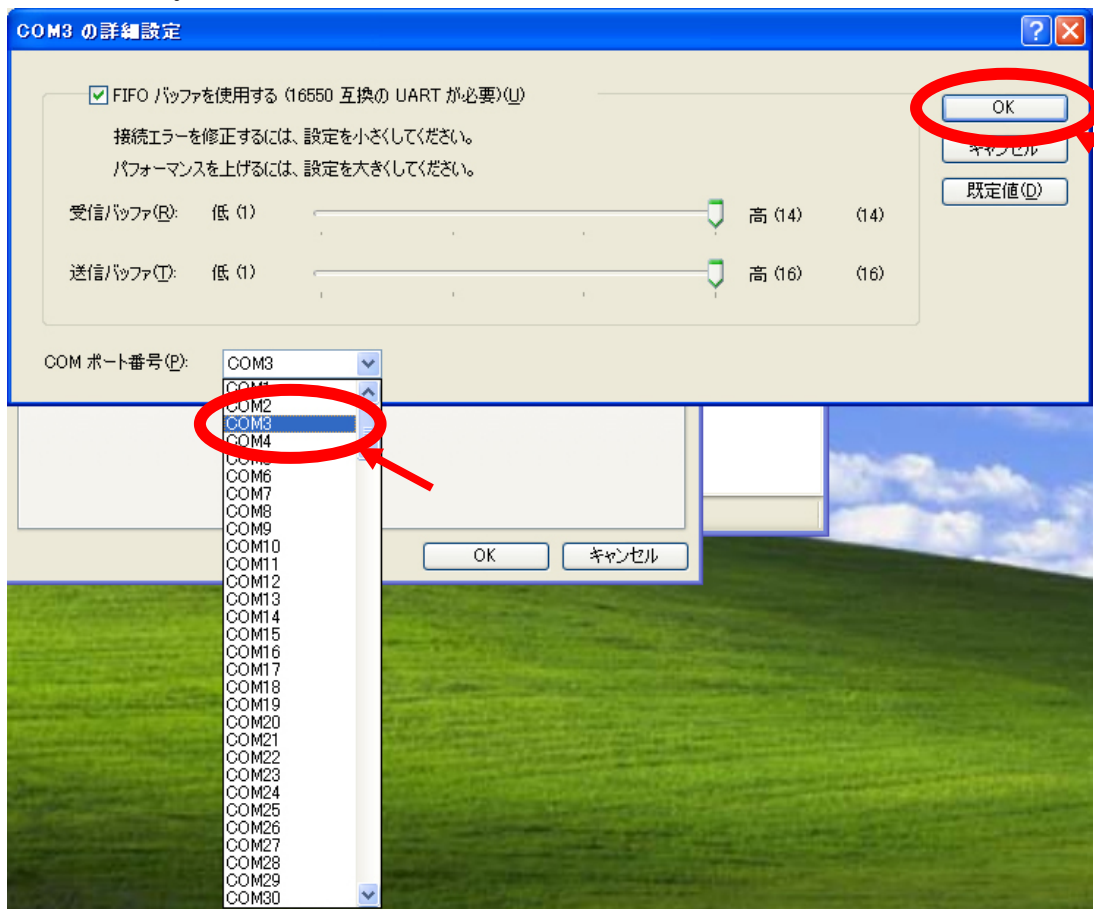 COM3 の詳細設定
FIFO バッファを使用する (16550 互換の UART が必要)(U)
OK
接続エラーを修正するには、設定を小さくしてください。
キャンセル
パフォーマンスを上げるには、設定を大きくしてください。
既定値(D)
受信バッファ(R): 低 (1) 高 (14) (14)
送信バッファ(T): 低 (1) 高 (16) (16)
COM ポート番号(P): COM3
COM1
COM2
COM3
COM4
COM6
COM7
COM8
COM9
COM10
OK キャンセル
COM11
COM12
COM13
COM14
COM15
COM16
COM17
COM18
COM19
COM20
COM21
COM22
COM23
COM24
COM25
COM26
COM27
COM28
COM29
COM30